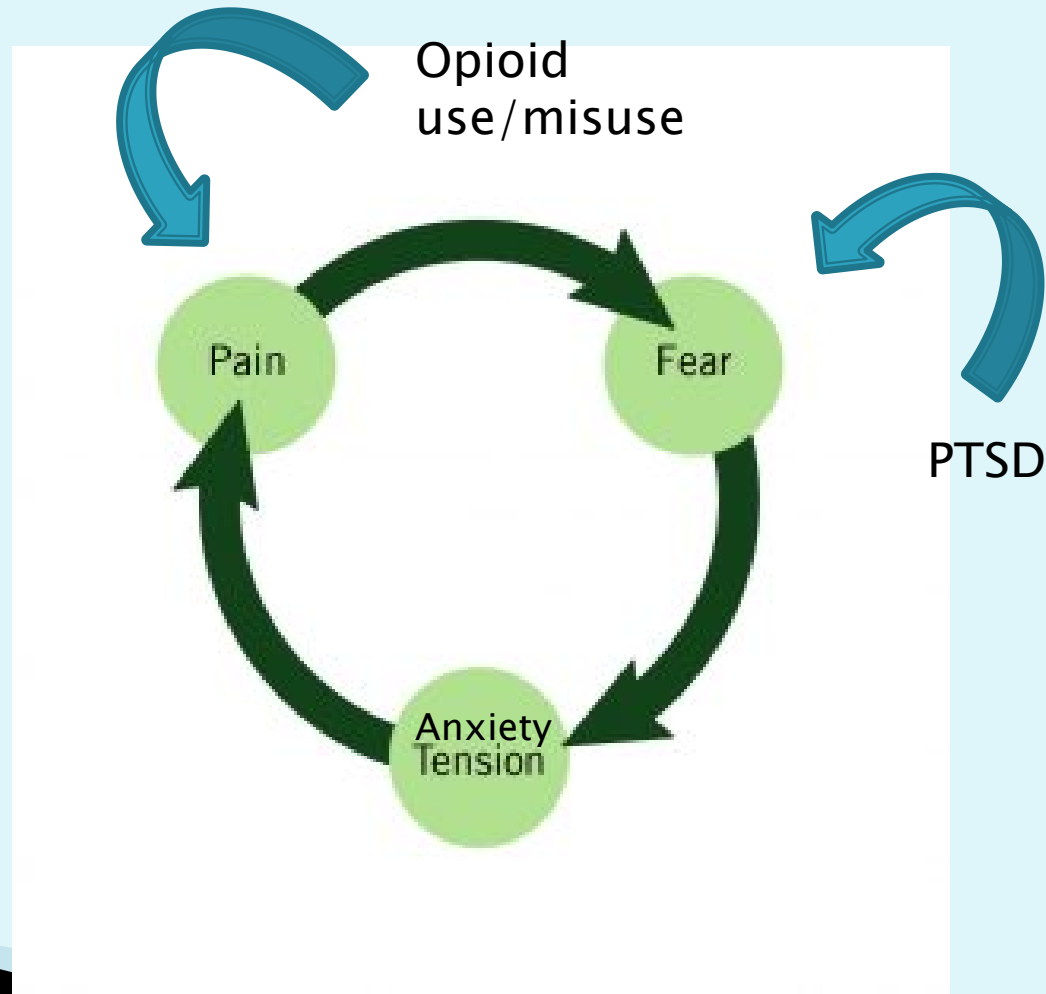 Opioid
use/misuse
Pain
Fear
PTSD
Anxiety
Tension